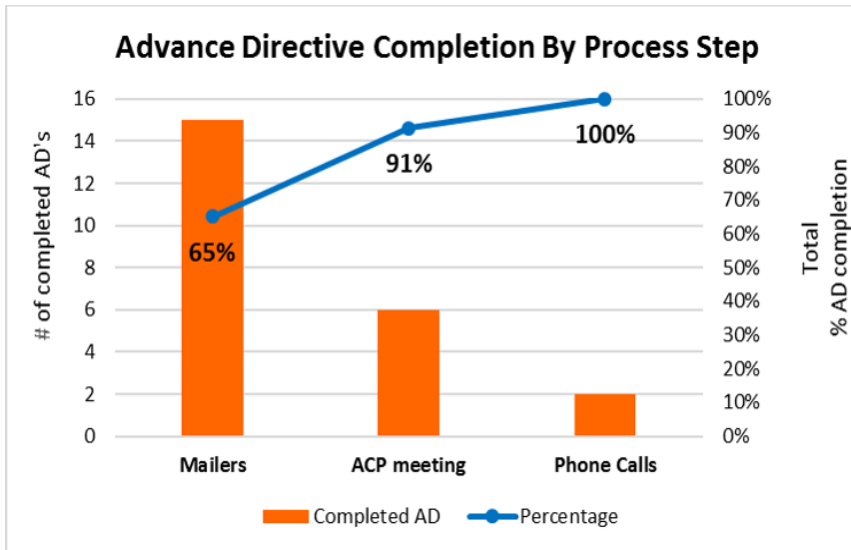 Advance Directive Completion By Process Step
16
14
12
10
8
6
4
2
0
# of completed AD's
100%
90%
80%
70%
60%
50%
40%
30%
20%
10%
0%
Total
% AD completion
65%
91%
100%
Mailers
ACP meeting
Phone Calls
Completed AD
Percentage